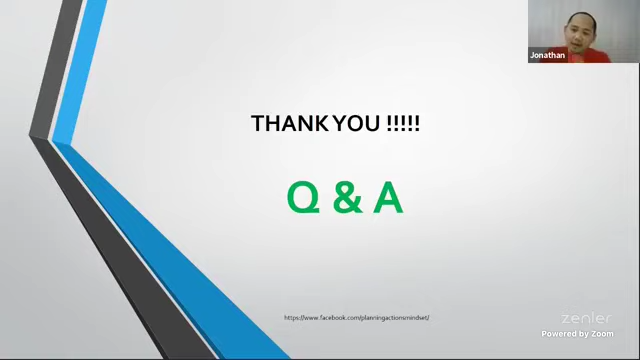 Jonathan
THANK YOU !!!!!
Q & A
https://www.facebook.com/planningactionsmindset/
zenler
Powered by Zoom